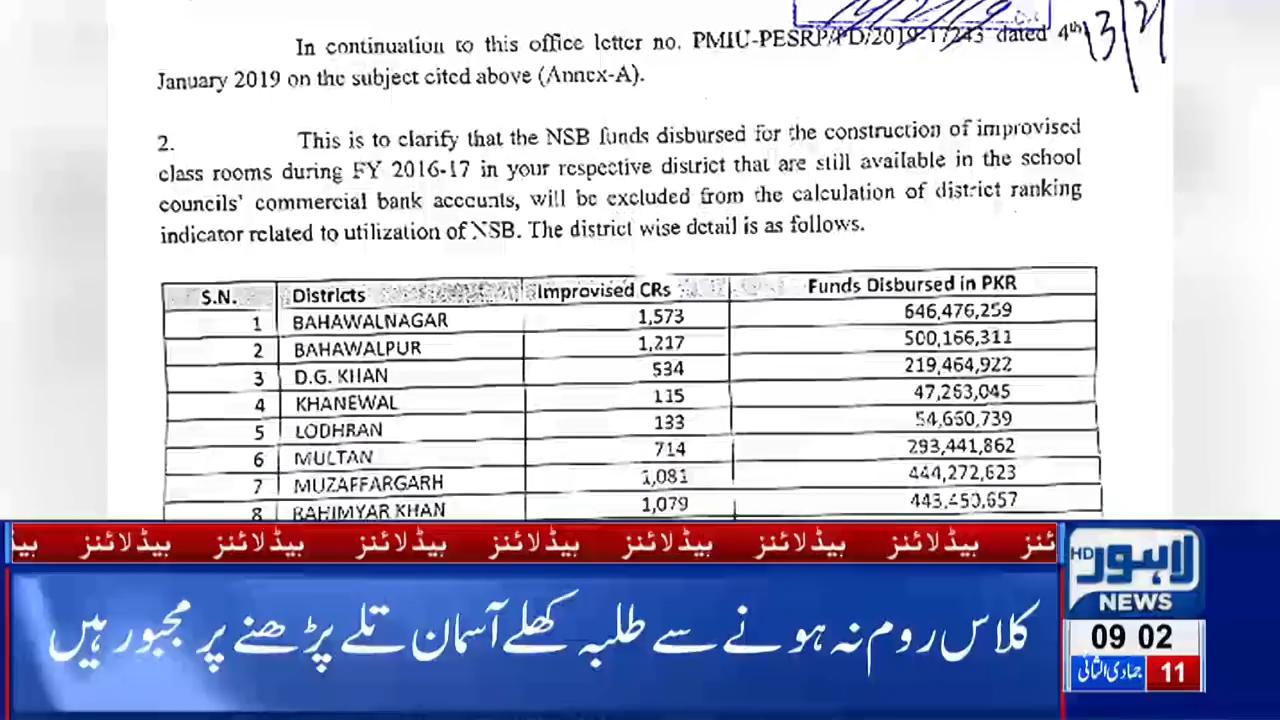 In continuation to this office letter no. PMIU-PESRP/PD/2019-17243 dated 4th
January 2019 on the subject cited above (Annex-A).
2. This is to clarify that the NSB funds disbursed for the construction of improvised
class rooms during FY 2016-17 in your respective district that are still available in the school
councils' commercial bank accounts, will be excluded from the calculation of district ranking
indicator related to utilization of NSB. The district wise detail is as follows.
S.N. Districts Improvised CRs Funds Disbursed in PKR
1 BAHAWALNAGAR 1,573 646,476,259
2 BAHAWALPUR 1,217 500,166,311
3 D.G. KHAN 534 219,464,922
4 KHANEWAL 115 47,263,045
5 LODHRAN 133 54,660,739
6 MULTAN 714 293,441,862
7 MUZAFFARGARH 1,081 444,272,623
8 RAHIMYAR KHAN 1,079 443,450,657
ہیڈلائنز ہیڈلائنز ہیڈلائنز ہیڈلائنز ہیڈلائنز ہیڈلائنز ہیڈلائنز
کلاس روم نہ ہونے سے طلبہ کھلے آسمان تلے پڑھنے پر مجبور ہیں
لاہور HD
NEWS
09 02
11 جمادی الثانی